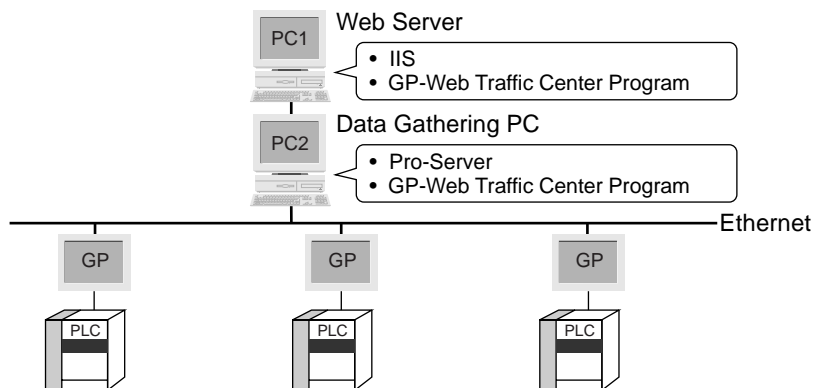 Web Server
PC1
• IIS
• GP-Web Traffic Center Program
Data Gathering PC
PC2
• Pro-Server
• GP-Web Traffic Center Program
Ethernet
GP
GP
GP
PLC
PLC
PLC